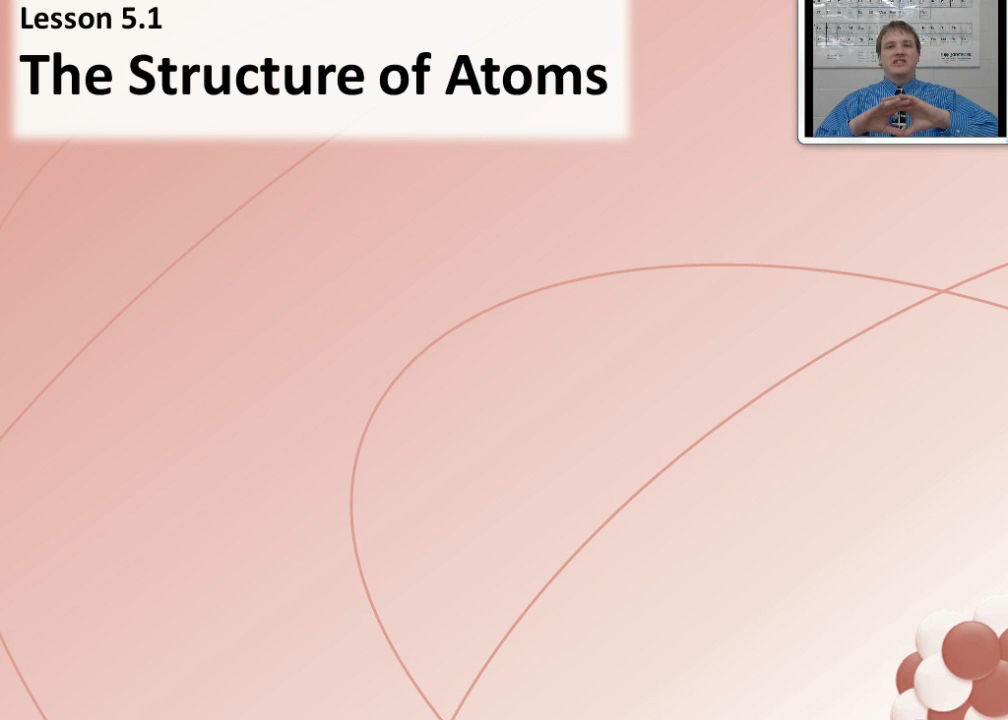 Lesson 5.1
The Structure of Atoms